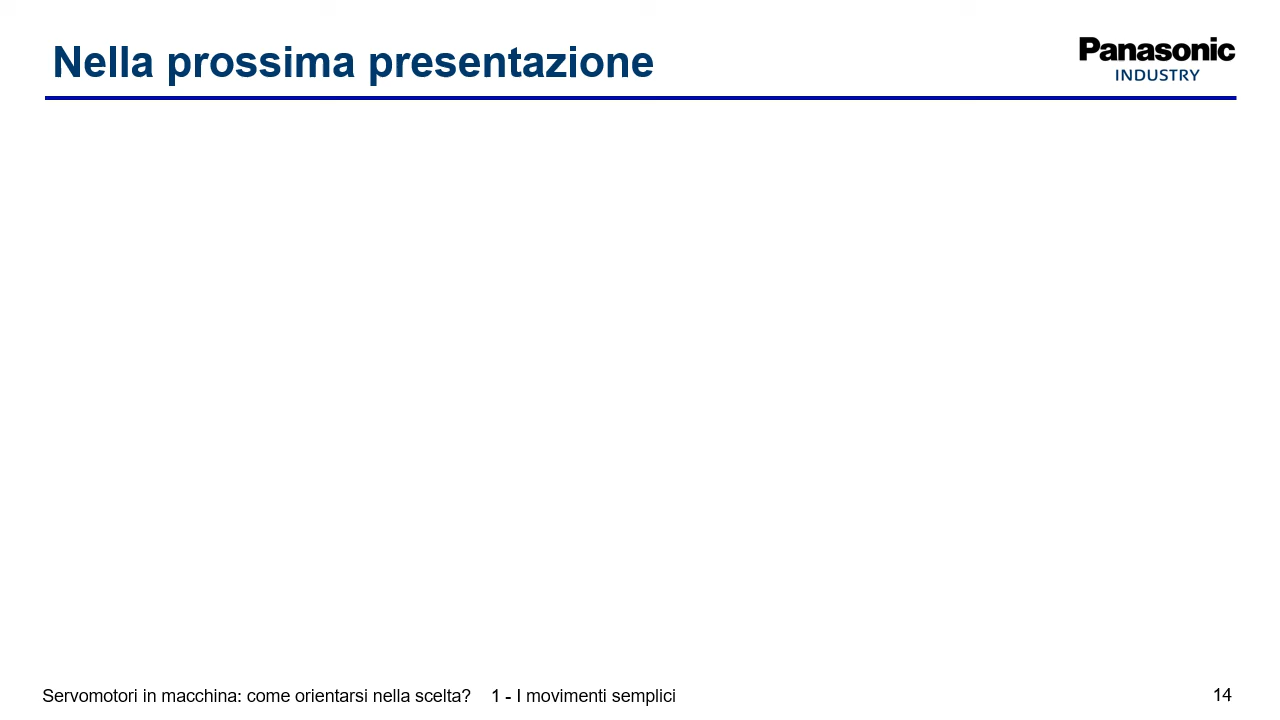 Nella prossima presentazione
Panasonic
INDUSTRY
Servomotori in macchina: come orientarsi nella scelta? 1 - I movimenti semplici
14